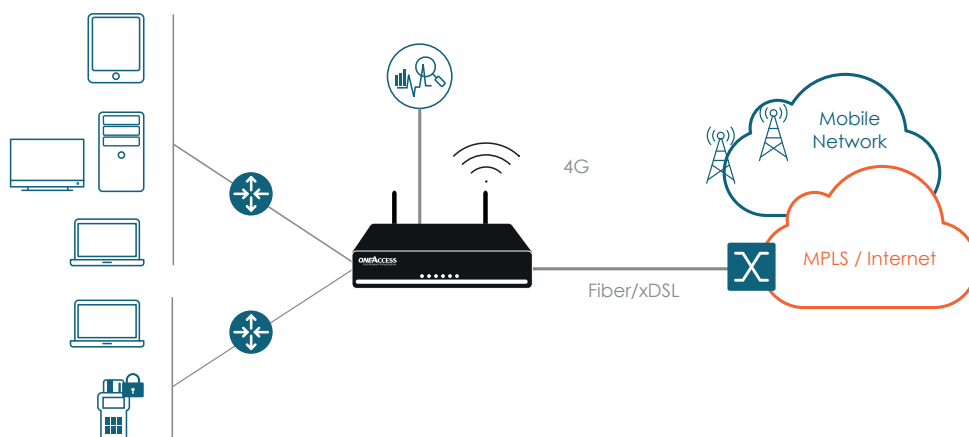 Mobile
Network
4G
MPLS / Internet
ONEACCESS
Fiber/xDSL